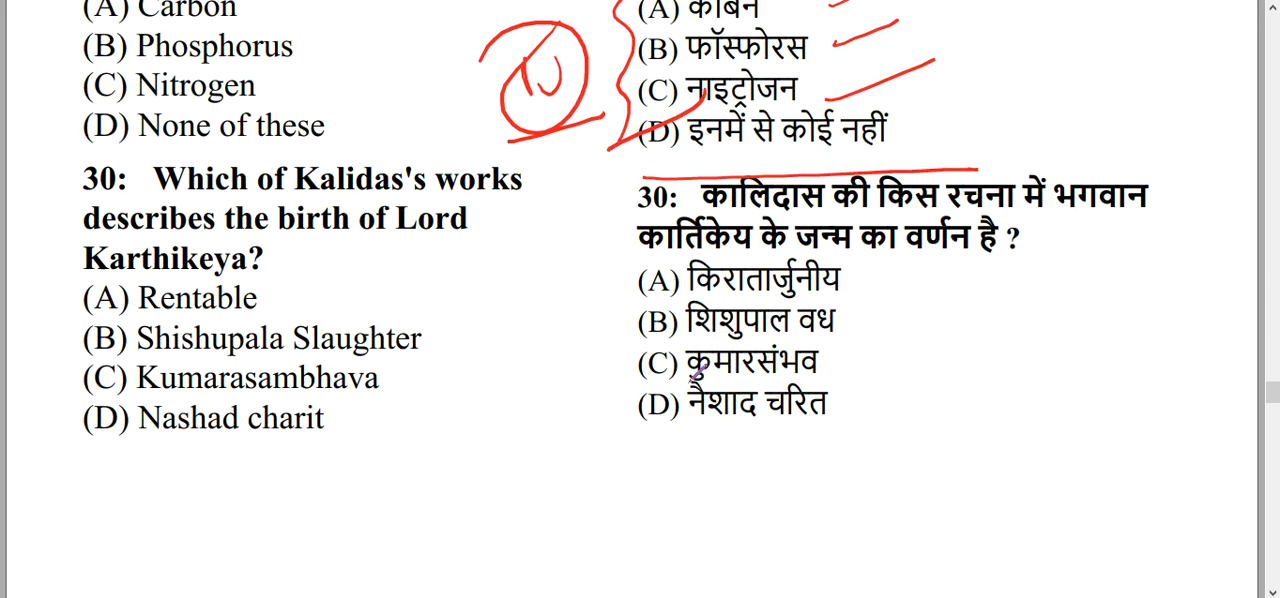 (A) Carbon
(B) Phosphorus
(C) Nitrogen
(D) None of these
30: Which of Kalidas's works
describes the birth of Lord
Karthikeya?
(A) Rentable
(B) Shishupala Slaughter
(C) Kumarasambhava
(D) Nashad charit
(A) कार्बन
(B) फॉस्फोरस
(C) नाइट्रोजन
(D) इनमें से कोई नहीं
30: कालिदास की किस रचना में भगवान
कार्तिकेय के जन्म का वर्णन है ?
(A) किरातार्जुनीय
(B) शिशुपाल वध
(C) कुमारसंभव
(D) नैशाद चरित